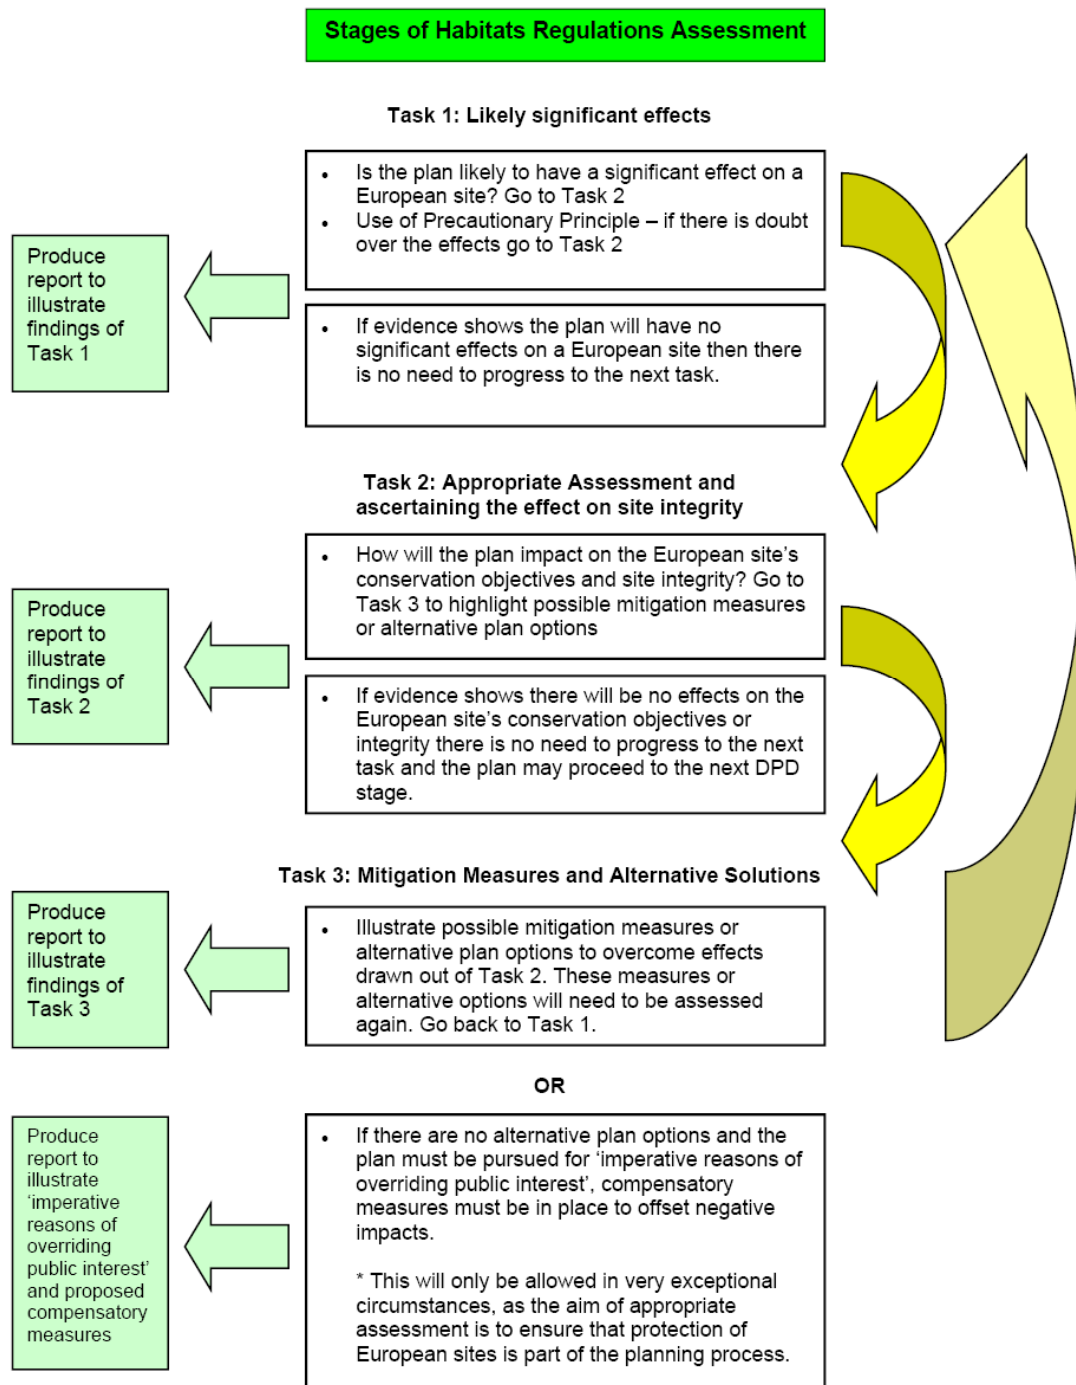 Stages of Habitats Regulations Assessment
Task 1: Likely significant effects
• Is the plan likely to have a significant effect on a
European site? Go to Task 2
• Use of Precautionary Principle – if there is doubt
over the effects go to Task 2
Produce
report to
illustrate
findings of
Task 1
• If evidence shows the plan will have no
significant effects on a European site then there
is no need to progress to the next task.
Task 2: Appropriate Assessment and
ascertaining the effect on site integrity
• How will the plan impact on the European site’s
conservation objectives and site integrity? Go to
Task 3 to highlight possible mitigation measures
or alternative plan options
Produce
report to
illustrate
findings of
Task 2
• If evidence shows there will be no effects on the
European site’s conservation objectives or
integrity there is no need to progress to the next
task and the plan may proceed to the next DPD
stage.
Task 3: Mitigation Measures and Alternative Solutions
Produce
report to
illustrate
findings of
Task 3
• Illustrate possible mitigation measures or
alternative plan options to overcome effects
drawn out of Task 2. These measures or
alternative options will need to be assessed
again. Go back to Task 1.
OR
Produce
report to
illustrate
‘imperative
reasons of
overriding
public interest’
and proposed
compensatory
measures
• If there are no alternative plan options and the
plan must be pursued for ‘imperative reasons of
overriding public interest’, compensatory
measures must be in place to offset negative
impacts.
* This will only be allowed in very exceptional
circumstances, as the aim of appropriate
assessment is to ensure that protection of
European sites is part of the planning process.